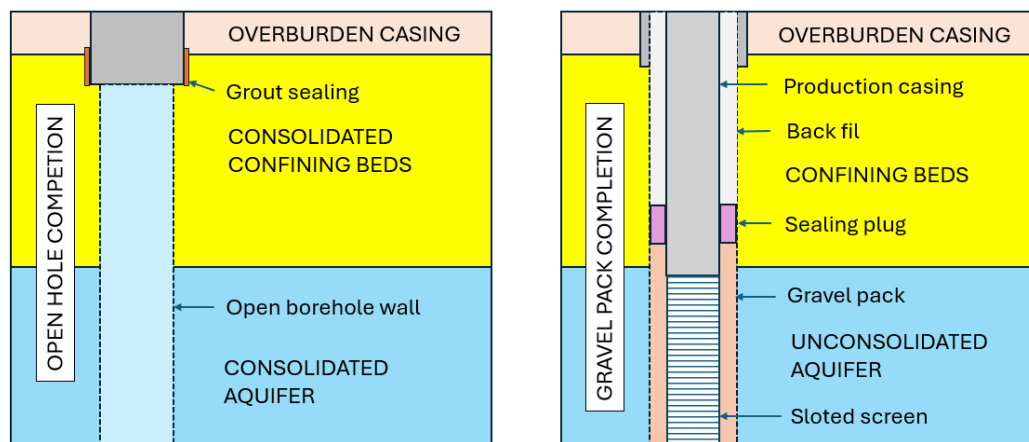 OPEN HOLE COMPETION
OVERBURDEN CASING
Grout sealing
CONSOLIDATED
CONFINING BEDS
Open borehole wall
CONSOLIDATED
AQUIFER
GRAVEL PACK COMPLETION
OVERBURDEN CASING
Production casing
Back fil
CONFINING BEDS
Sealing plug
Gravel pack
UNCONSOLIDATED
AQUIFER
Sloted screen